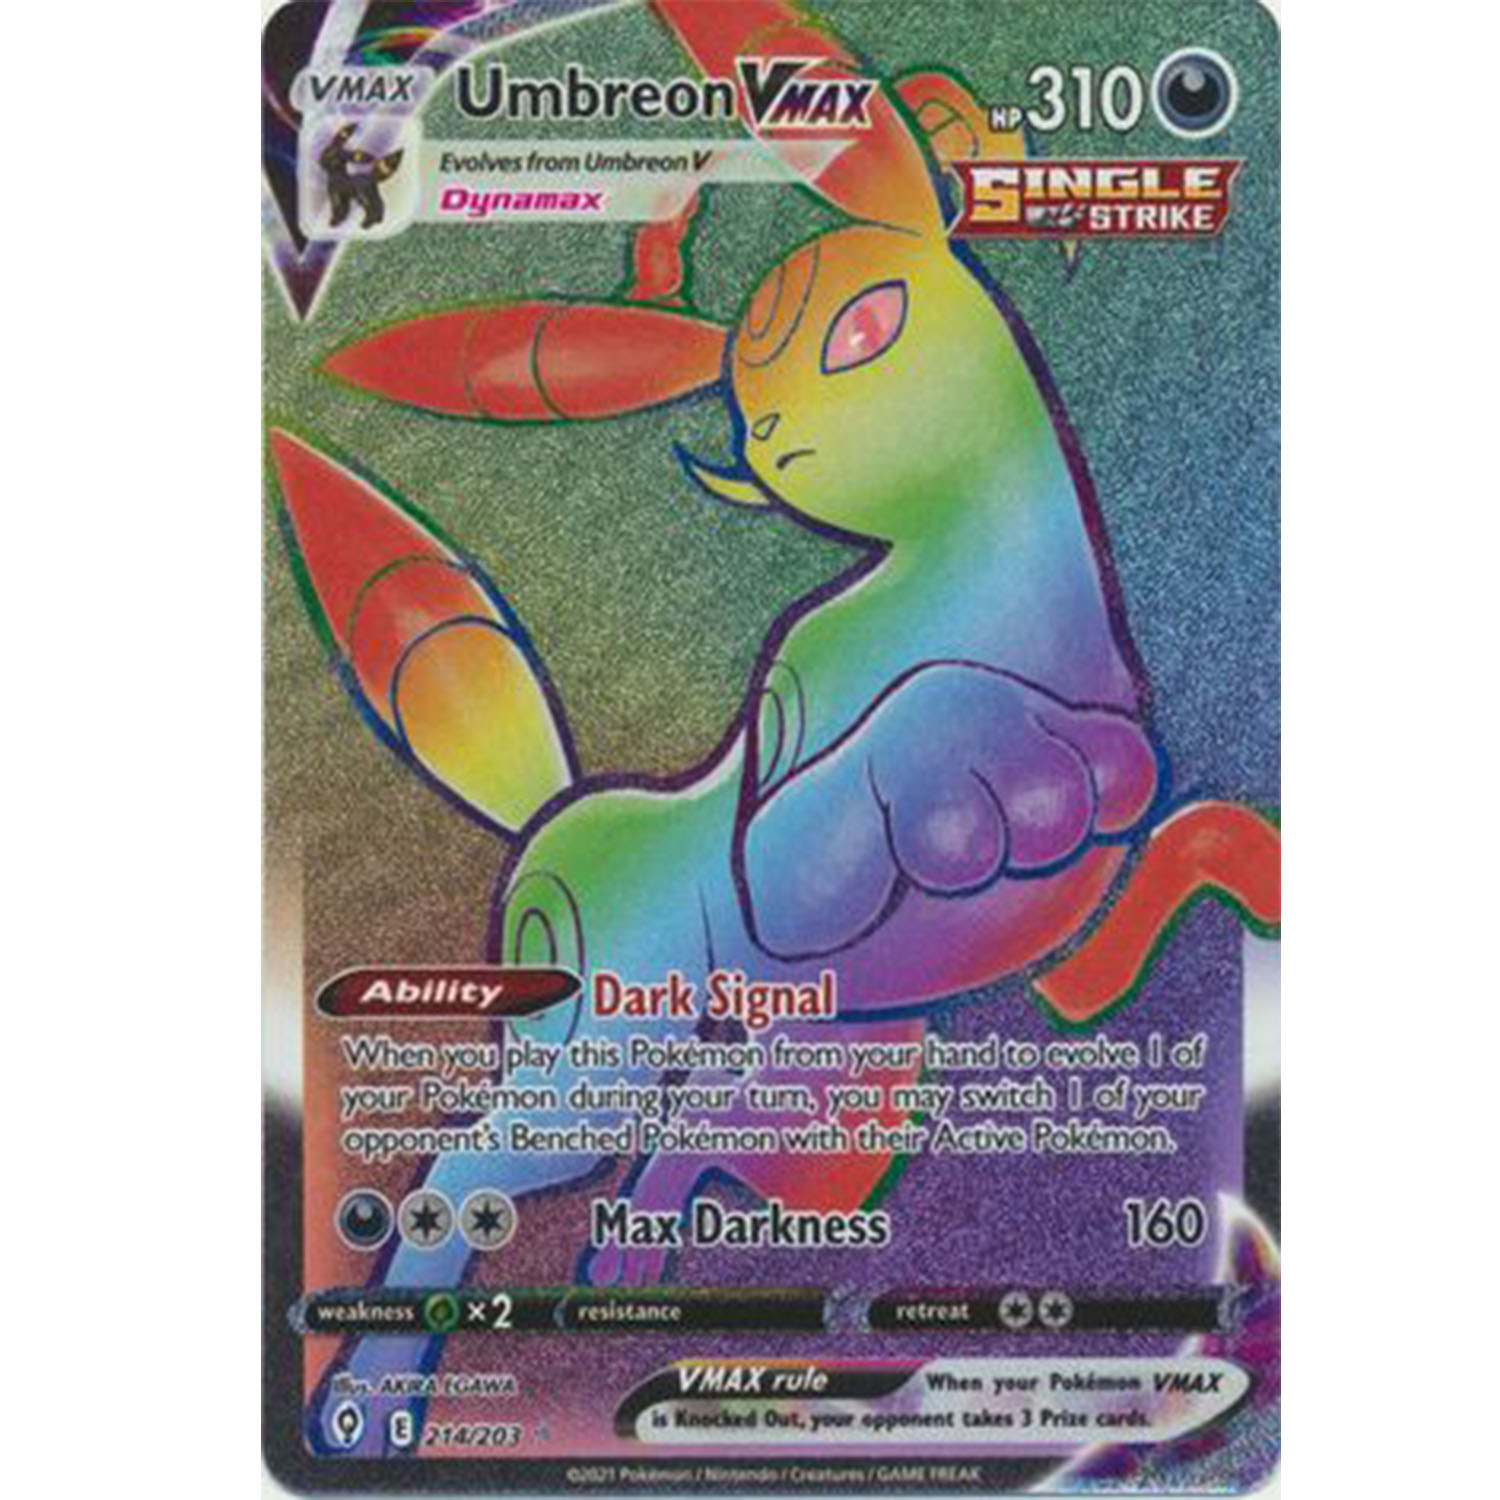 VMAX
Umbreon VMAX
HP 310
Evolves from Umbreon V
Dynamax
SINGLE
STRIKE
Ability Dark Signal
When you play this Pokémon from your hand to evolve 1 of
your Pokémon during your turn, you may switch 1 of your
opponent's Benched Pokémon with their Active Pokémon.
Max Darkness 160
weakness ×2 resistance retreat
Illus. AKIRA EGAWA
VMAX rule When your Pokémon VMAX
is Knocked Out, your opponent takes 3 Prize cards.
E 214/203
©2021 Pokémon / Nintendo / Creatures / GAME FREAK